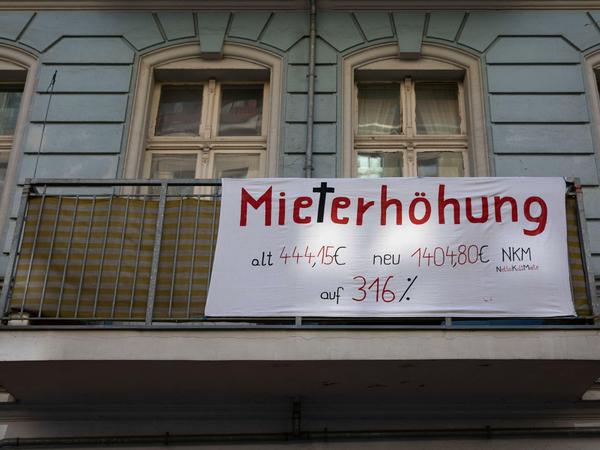 Mieterhöhung
alt 444,15€ neu 1404,80€ NKM
NettoKaltMiete
auf 316%